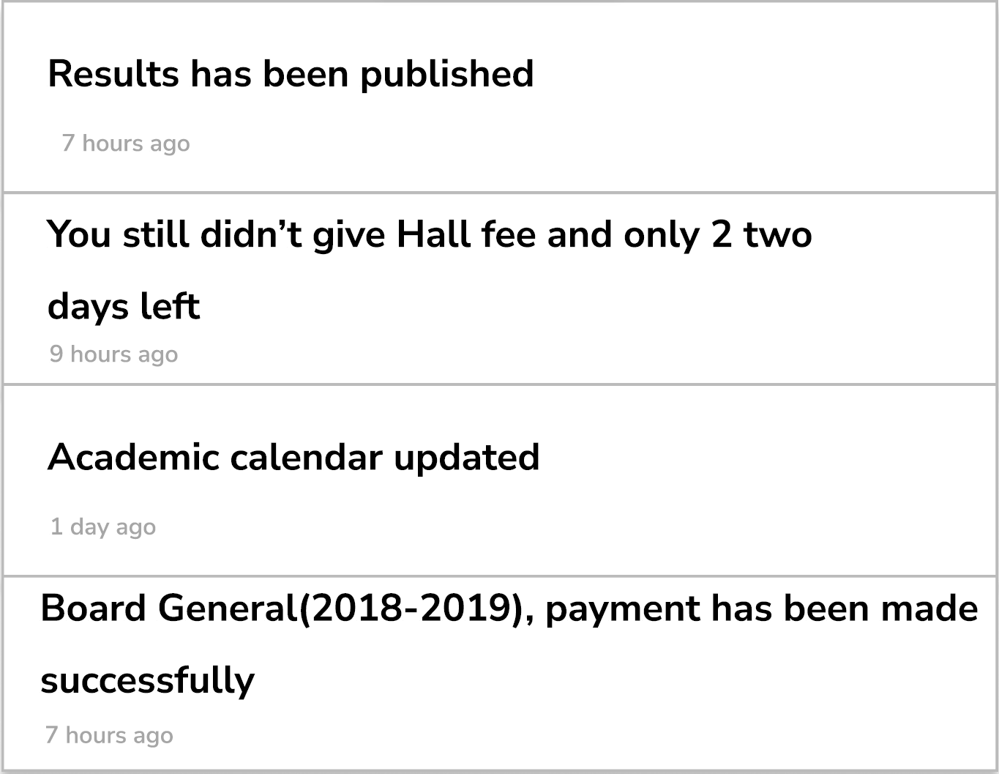 Results has been published
7 hours ago
You still didn’t give Hall fee and only 2 two
days left
9 hours ago
Academic calendar updated
1 day ago
Board General(2018-2019), payment has been made
successfully
7 hours ago